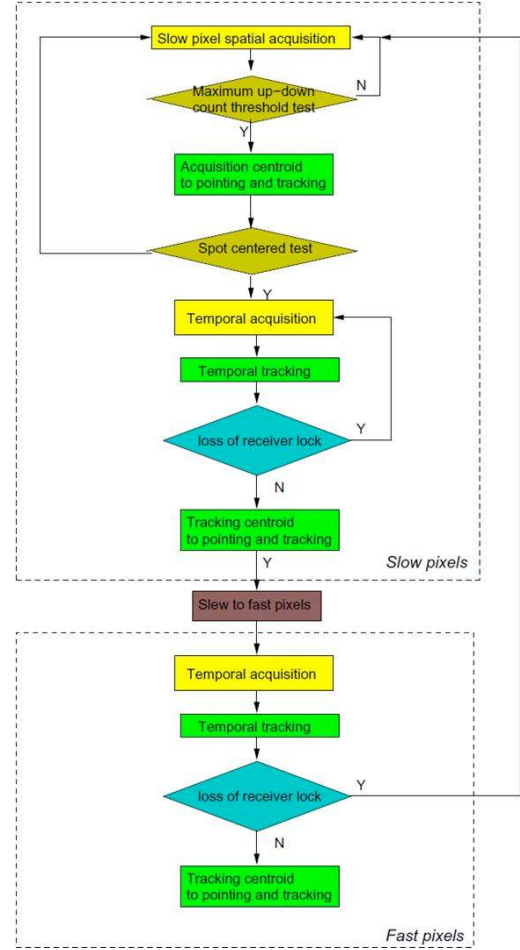 Slow pixel spatial acquisition
N
Maximum up-down
count threshold test
Y
Acquisition centroid
to pointing and tracking
Spot centered test
Y
Temporal acquisition
Temporal tracking
loss of receiver lock
Y
N
Tracking centroid
to pointing and tracking
Y
Slow pixels
Slew to fast pixels
Temporal acquisition
Temporal tracking
loss of receiver lock
Y
N
Tracking centroid
to pointing and tracking
Fast pixels